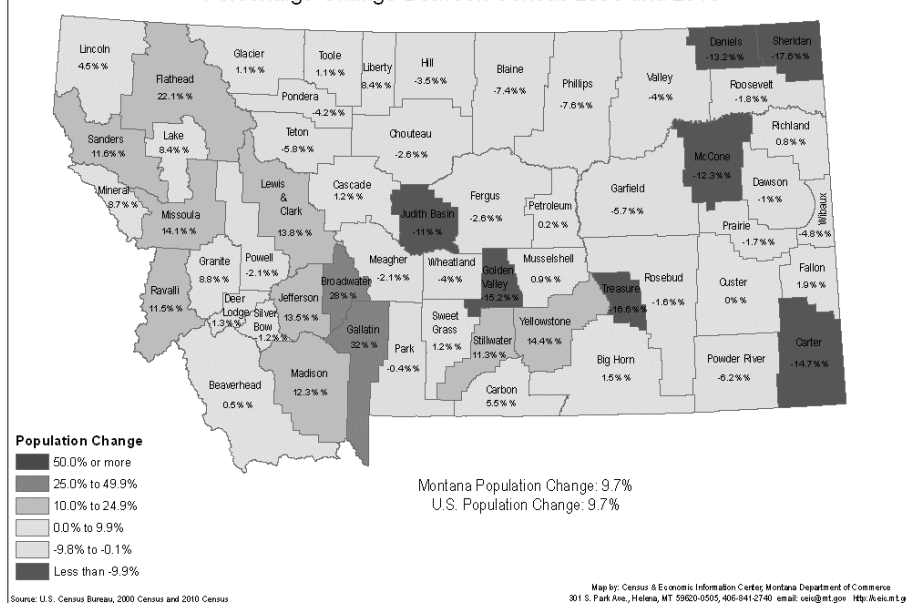 Lincoln
4.5% %
Flathead
22.1% %
Glacier
1.1% %
Toole
1.1% %
Liberty
8.4% %
Hill
-3.5% %
Blaine
-7.4% %
Phillips
-7.6% %
Valley
-4% %
Daniels
-13.2% %
Sheridan
-17.6% %
Roosevelt
-1.8% %
Pondera
-4.2% %
Teton
-5.8% %
Chouteau
-2.6% %
Sanders
11.6% %
Lake
8.4% %
Richland
0.8% %
McCone
-12.3% %
Mineral
8.7% %
Missoula
14.1% %
Lewis
&
Clark
13.8% %
Cascade
1.2% %
Judith Basin
-11% %
Fergus
-2.6% %
Petroleum
0.2% %
Garfield
-5.7% %
Dawson
-1% %
Wibaux
-4.8% %
Prairie
-1.7% %
Granite
8.8% %
Powell
-2.1% %
Broadwater
28% %
Meagher
-2.1% %
Wheatland
-4% %
Golden
Valley
-15.2% %
Musselshell
0.9% %
Treasure
-16.6% %
Rosebud
-1.6% %
Custer
0% %
Fallon
1.9% %
Ravalli
11.5% %
Deer
Lodge
-1.3% %
Silver
Bow
-1.2% %
Jefferson
13.5% %
Gallatin
32% %
Park
-0.4% %
Sweet
Grass
1.2% %
Stillwater
11.3% %
Yellowstone
14.4% %
Big Horn
1.5% %
Powder River
-6.2% %
Carter
-14.7% %
Beaverhead
0.5% %
Madison
12.3% %
Carbon
5.5% %
Population Change
50.0% or more
25.0% to 49.9%
10.0% to 24.9%
0.0% to 9.9%
-9.8% to -0.1%
Less than -9.9%
Montana Population Change: 9.7%
U.S. Population Change: 9.7%
Source: U.S. Census Bureau, 2000 Census and 2010 Census
Map by: Census & Economic Information Center, Montana Department of Commerce
301 S. Park Ave., Helena, MT 59620-0505, 406-841-2740 email: ceic@mt.gov